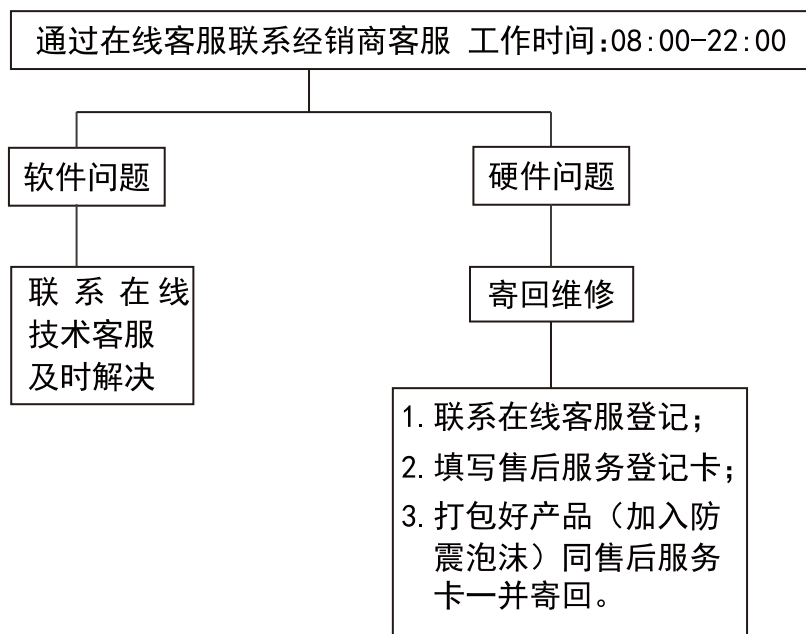 通过在线客服联系经销商客服 工作时间:08:00-22:00
软件问题
硬件问题
联系在线
技术客服
及时解决
寄回维修
1. 联系在线客服登记;
2. 填写售后服务登记卡;
3. 打包好产品（加入防
震泡沫）同售后服务
卡一并寄回。